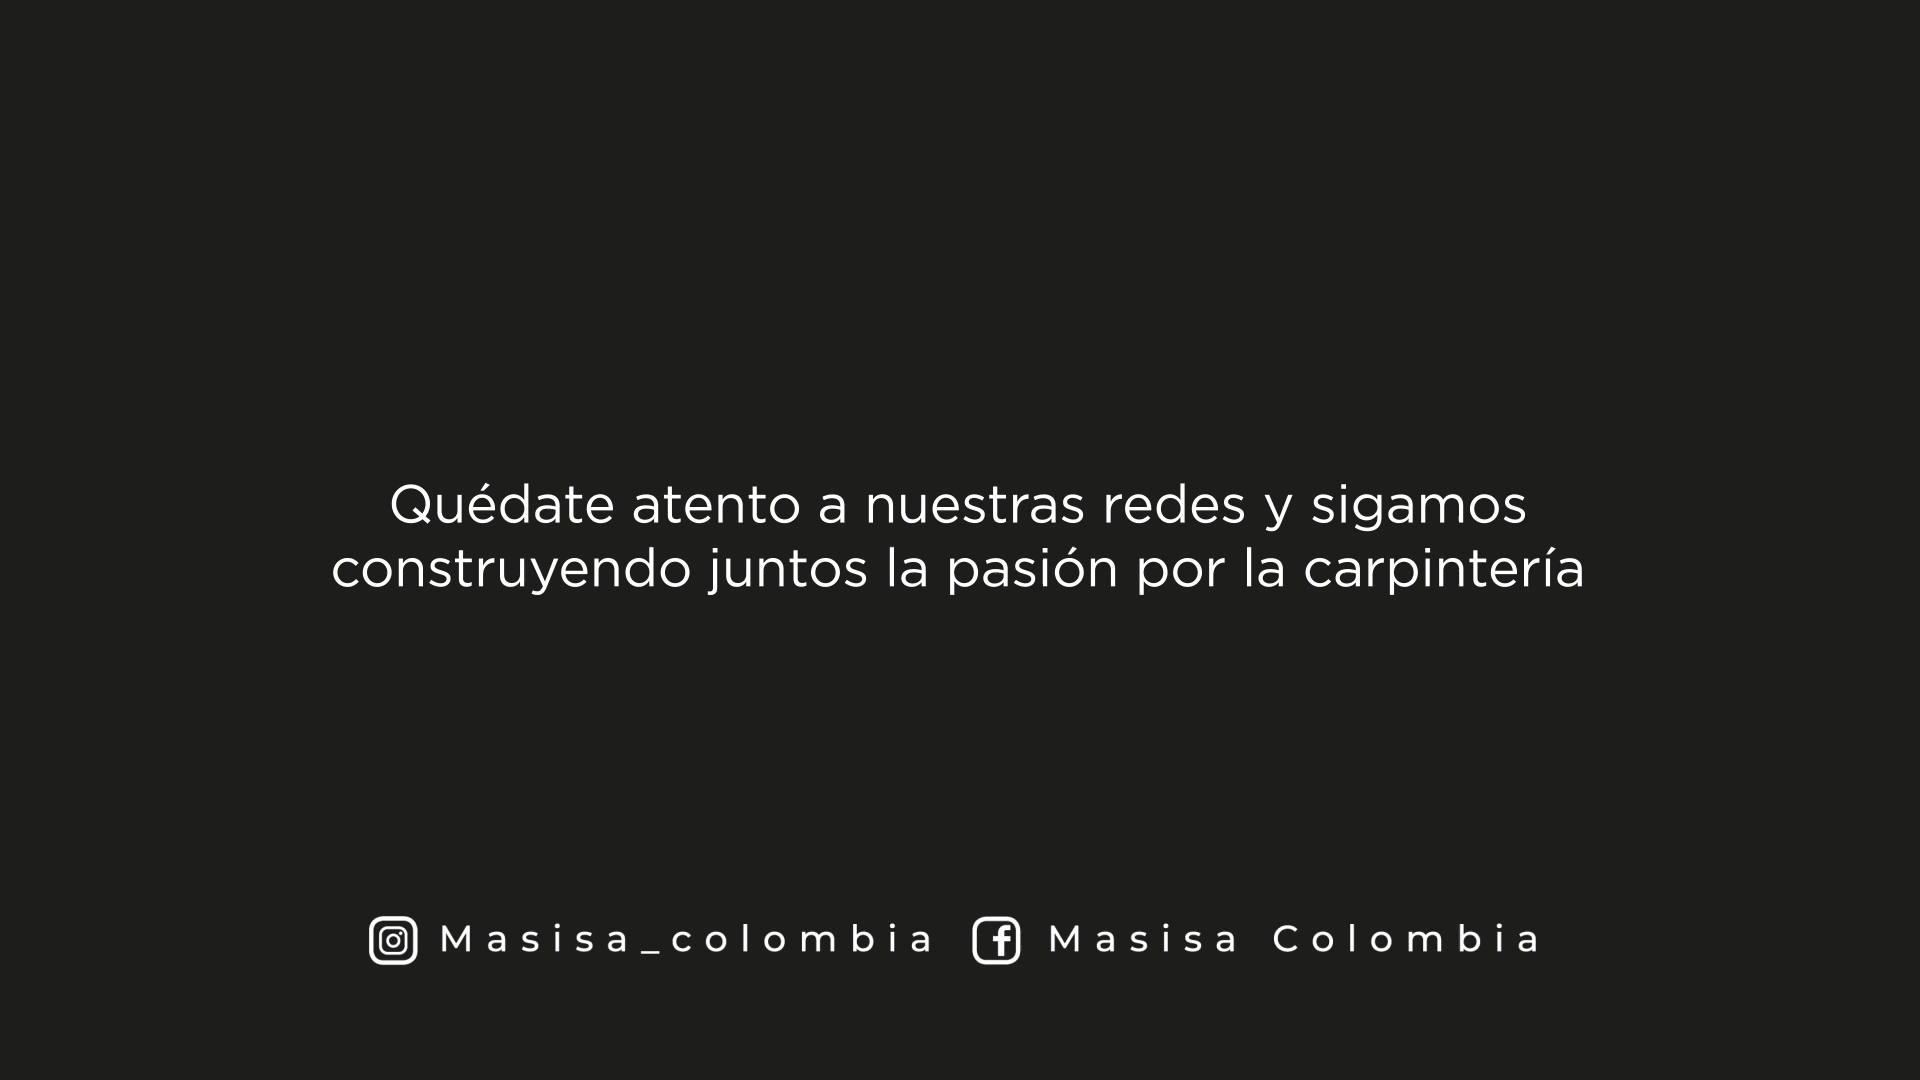 Quédate atento a nuestras redes y sigamos
construyendo juntos la pasión por la carpintería
Masisa_colombia Masisa Colombia